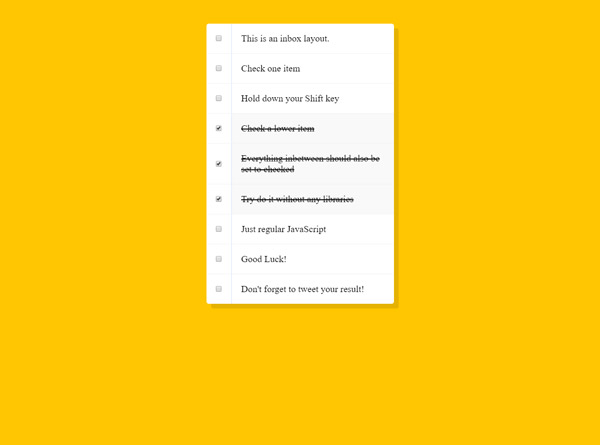 This is an inbox layout.
Check one item
Hold down your Shift key
Check a lower item
Everything inbetween should also be
set to checked
Try do it without any libraries
Just regular JavaScript
Good Luck!
Don't forget to tweet your result!